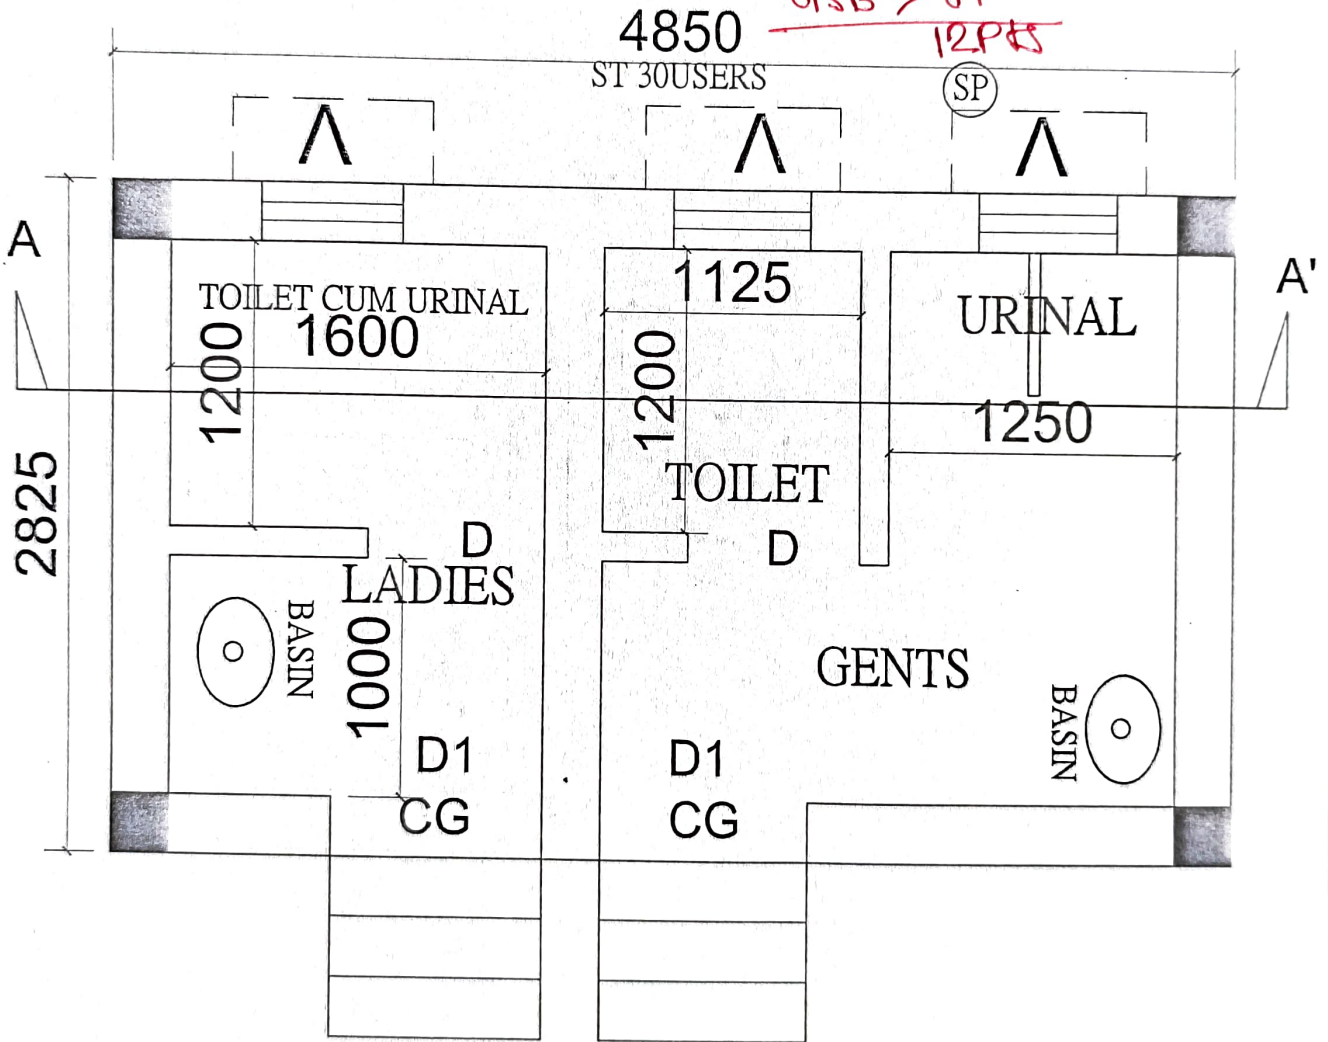 4850
12PTS
ST 30USERS
SP
V
V
V
A
A'
TOILET CUM URINAL
1600
1200
1125
1200
URINAL
1250
2825
TOILET
D
D
LADIES
BASIN
1000
GENTS
BASIN
D1
CG
D1
CG